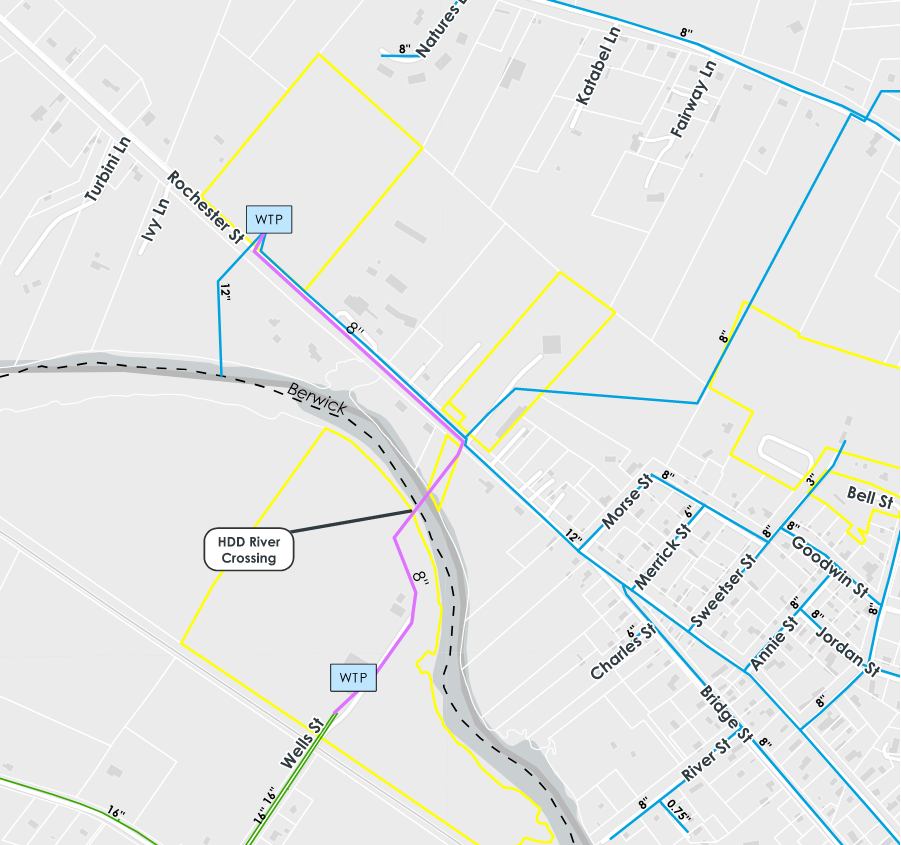 8"
Natures
8"
Katabel Ln
Fairway Ln
Turbini Ln
Rochester St
Ivy Ln
WTP
12"
8"
8"
Berwick
HDD River
Crossing
8"
WTP
Wells St
16"
16"
16"
12"
Morse St
8"
6"
Merrick St
8"
3"
Bell St
8"
Goodwin St
Sweetser St
8"
8"
8"
Annie St
Jordan St
6"
Charles St
8"
Bridge St
8"
River St
8"
0.75"